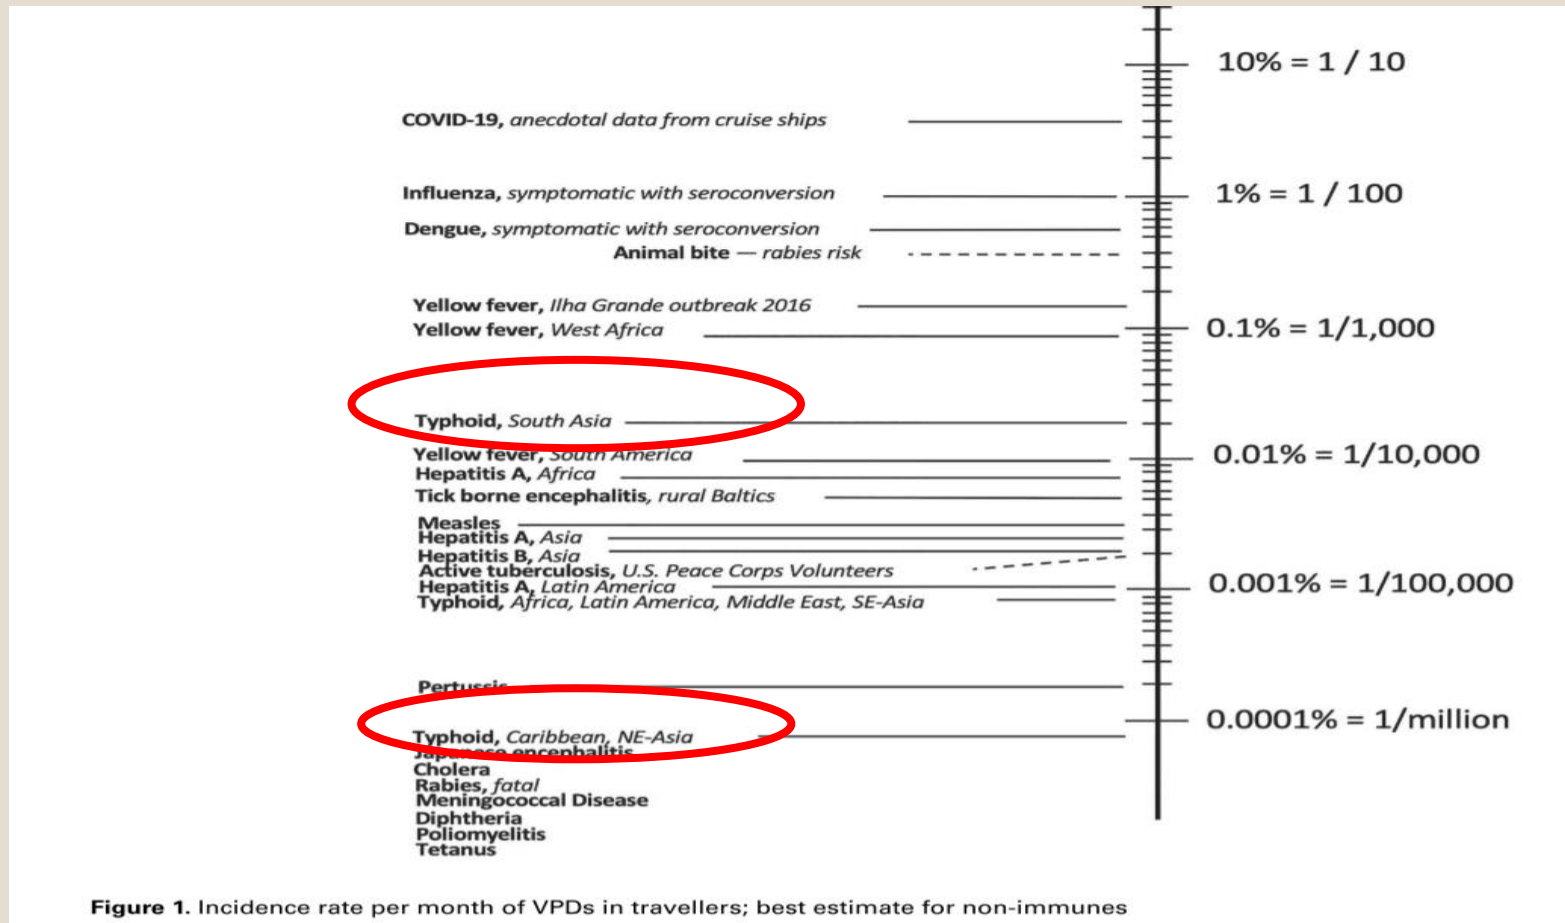 10% = 1 / 10
COVID-19, anecdotal data from cruise ships
Influenza, symptomatic with seroconversion
1% = 1 / 100
Dengue, symptomatic with seroconversion
Animal bite — rabies risk
Yellow fever, Ilha Grande outbreak 2016
Yellow fever, West Africa
0.1% = 1/1,000
Typhoid, South Asia
Yellow fever, South America
0.01% = 1/10,000
Hepatitis A, Africa
Tick borne encephalitis, rural Baltics
Measles
Hepatitis A, Asia
Hepatitis B, Asia
Active tuberculosis, U.S. Peace Corps Volunteers
Hepatitis A, Latin America
0.001% = 1/100,000
Typhoid, Africa, Latin America, Middle East, SE-Asia
Pertussis
0.0001% = 1/million
Typhoid, Caribbean, NE-Asia
Japanese encephalitis
Cholera
Rabies, fatal
Meningococcal Disease
Diphtheria
Poliomyelitis
Tetanus
Figure 1. Incidence rate per month of VPDs in travellers; best estimate for non-immunes